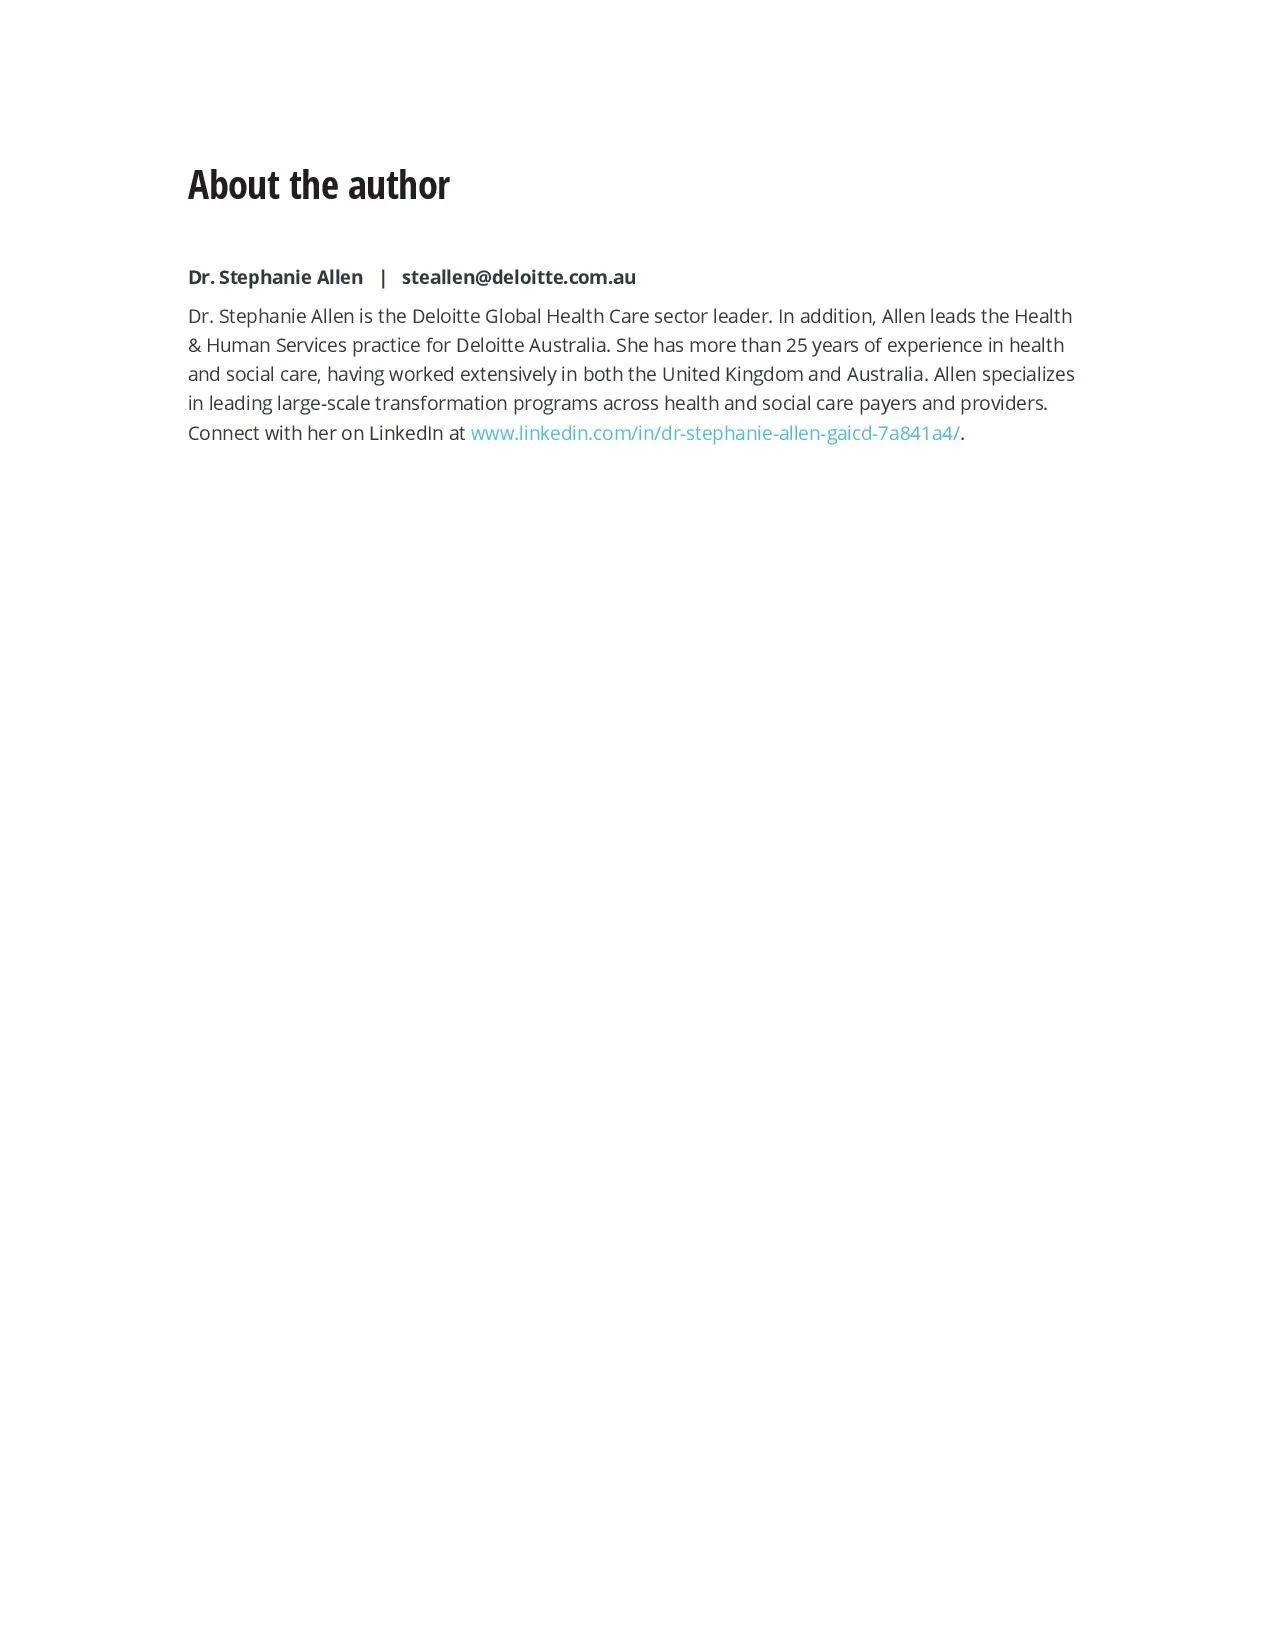 About the author
Dr. Stephanie Allen | steallen@deloitte.com.au
Dr. Stephanie Allen is the Deloitte Global Health Care sector leader. In addition, Allen leads the Health
& Human Services practice for Deloitte Australia. She has more than 25 years of experience in health
and social care, having worked extensively in both the United Kingdom and Australia. Allen specializes
in leading large-scale transformation programs across health and social care payers and providers.
Connect with her on LinkedIn at www.linkedin.com/in/dr-stephanie-allen-gaicd-7a841a4/.